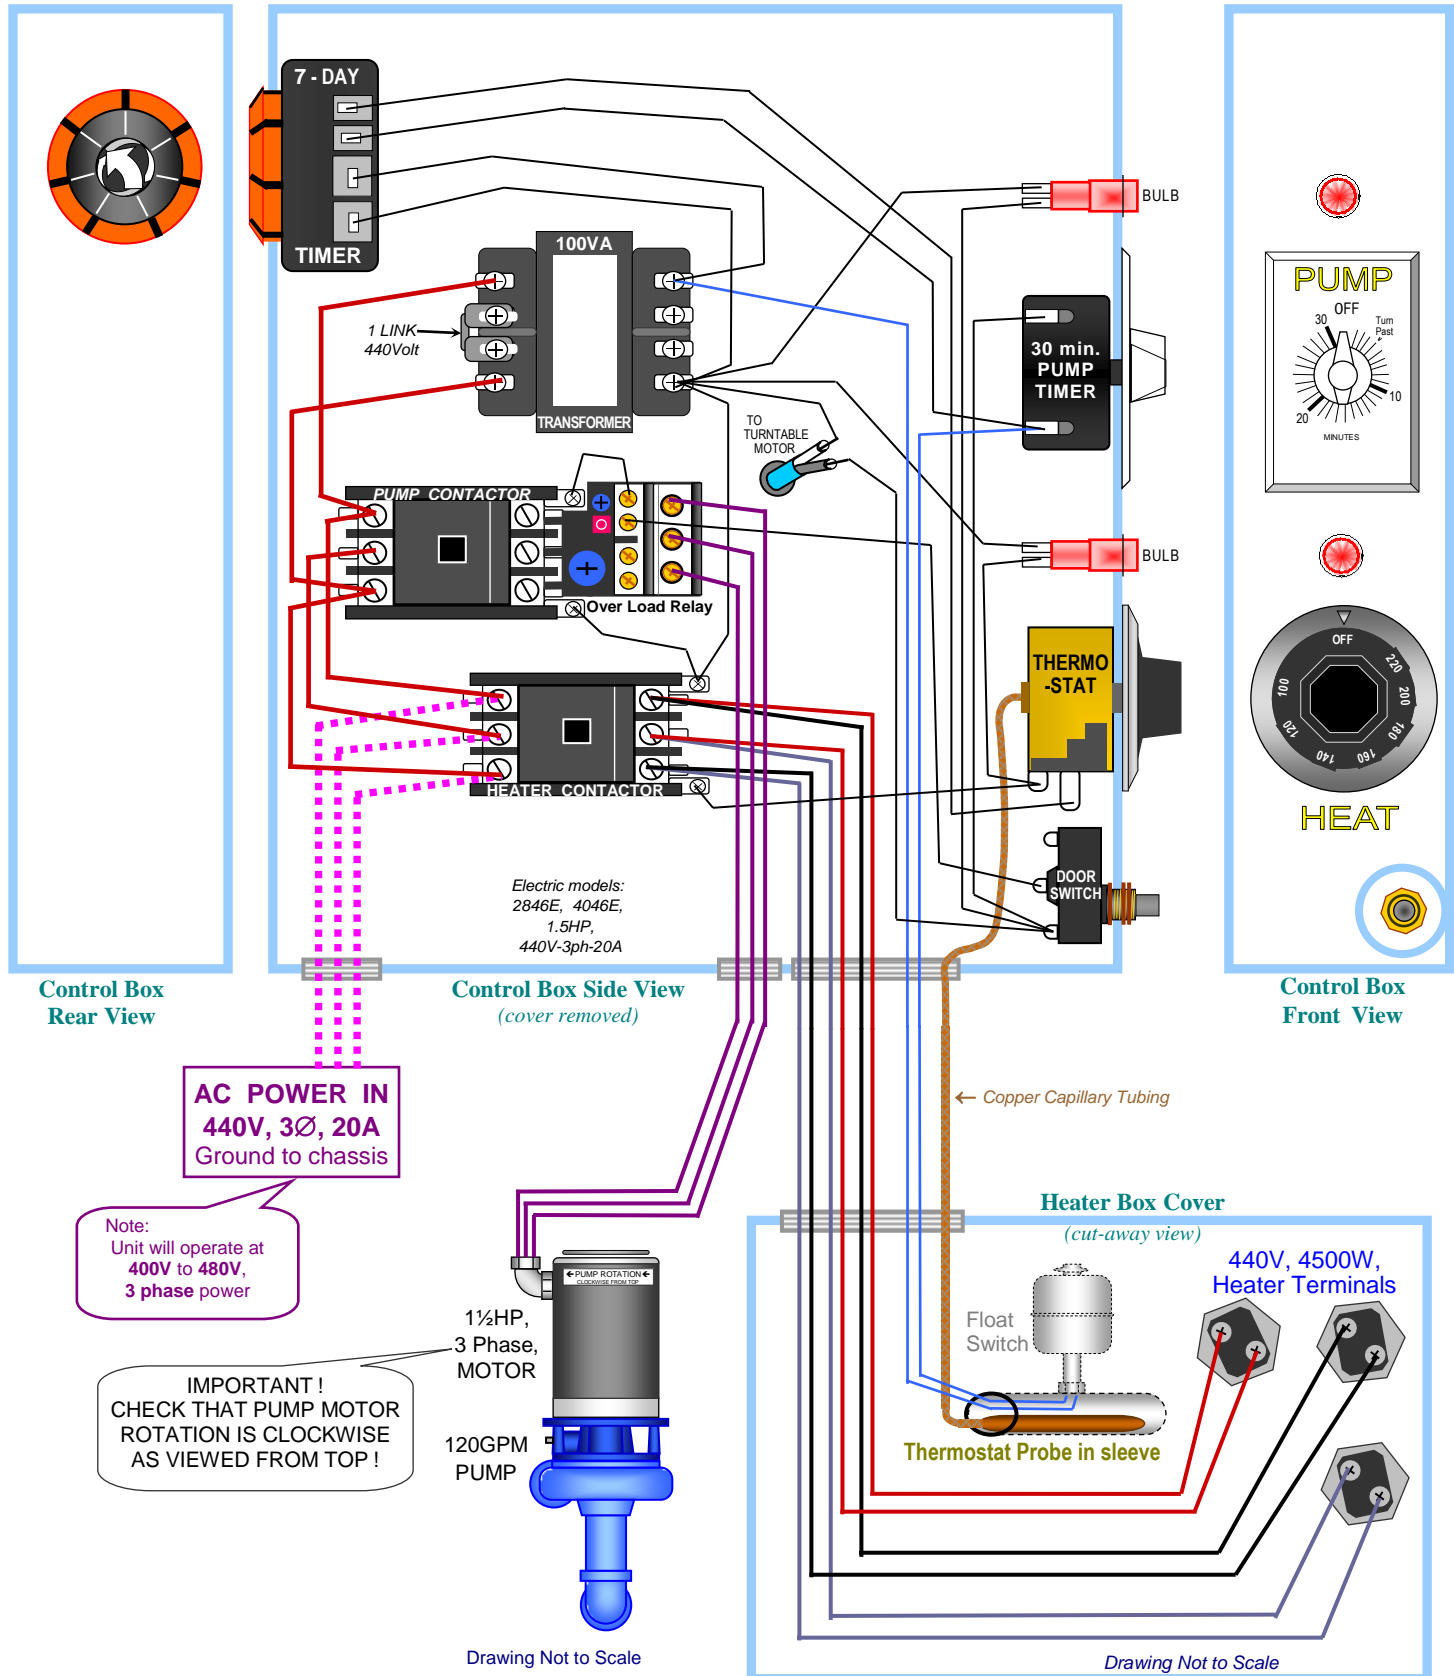 7 - DAY
TIMER
100VA
TRANSFORMER
1 LINK
440Volt
BULB
30 min.
PUMP
TIMER
TO
TURNTABLE
MOTOR
PUMP CONTACTOR
Over Load Relay
BULB
THERMO
-STAT
HEATER CONTACTOR
DOOR
SWITCH
Electric models:
2846E, 4046E,
1.5HP,
440V-3ph-20A
PUMP
OFF
30
Turn
Past
10
20
MINUTES
OFF
220
200
180
160
140
120
100
HEAT
Control Box
Rear View
Control Box Side View
(cover removed)
Control Box
Front View
AC POWER IN
440V, 3Ø, 20A
Ground to chassis
Note:
Unit will operate at
400V to 480V,
3 phase power
← Copper Capillary Tubing
Heater Box Cover
(cut-away view)
440V, 4500W,
Heater Terminals
Float
Switch
Thermostat Probe in sleeve
←PUMP ROTATION←
CLOCKWISE FROM TOP
1½HP,
3 Phase,
MOTOR
IMPORTANT !
CHECK THAT PUMP MOTOR
ROTATION IS CLOCKWISE
AS VIEWED FROM TOP !
120GPM
PUMP
Drawing Not to Scale
Drawing Not to Scale